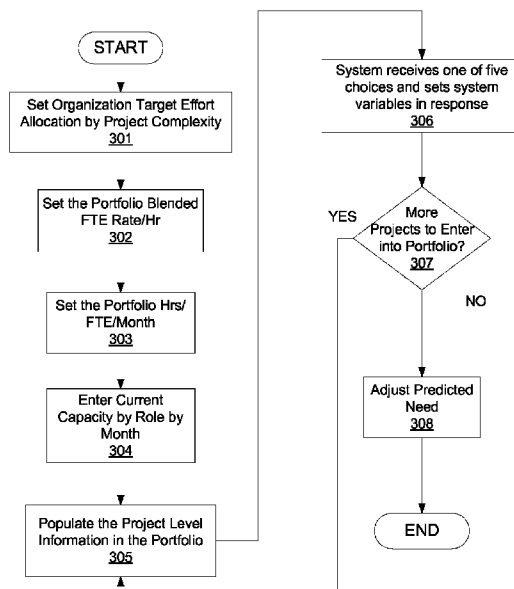 START
Set Organization Target Effort
Allocation by Project Complexity
301
Set the Portfolio Blended
FTE Rate/Hr
302
Set the Portfolio Hrs/
FTE/Month
303
Enter Current
Capacity by Role by
Month
304
Populate the Project Level
Information in the Portfolio
305
System receives one of five
choices and sets system
variables in response
306
YES
More
Projects to Enter
into Portfolio?
307
NO
Adjust Predicted
Need
308
END